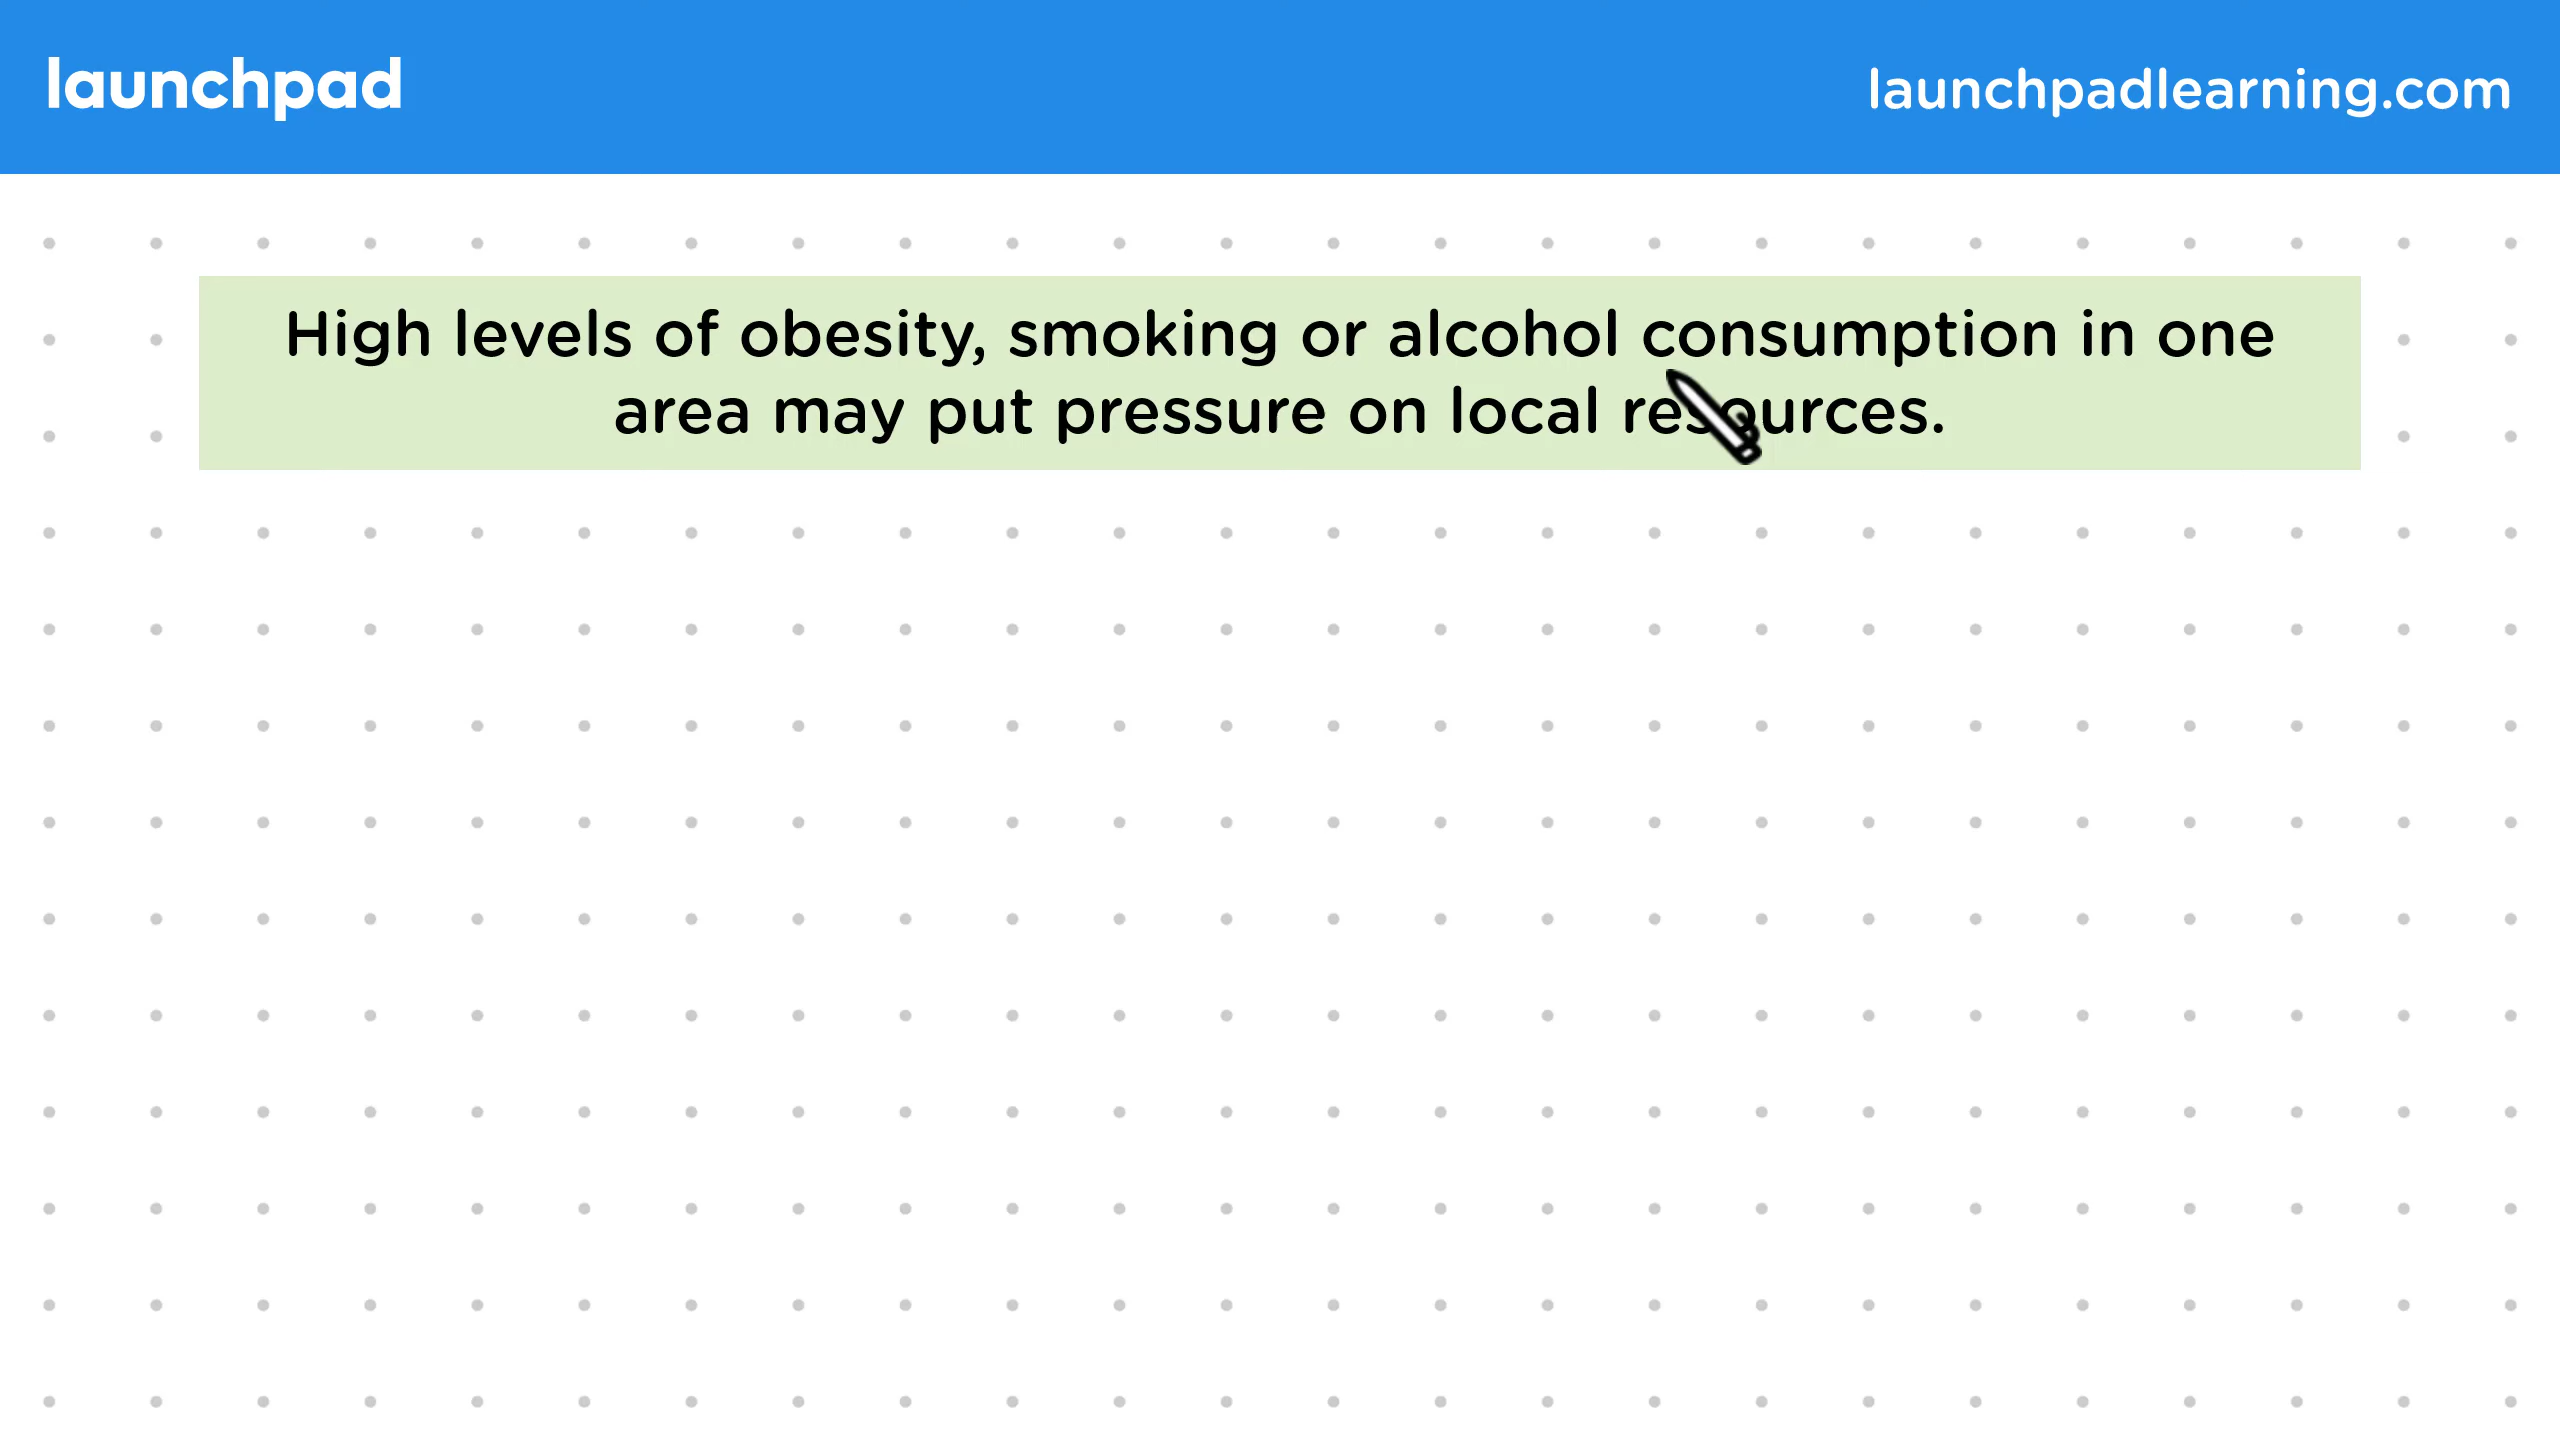 launchpad
launchpadlearning.com
High levels of obesity, smoking or alcohol consumption in one
area may put pressure on local resources.